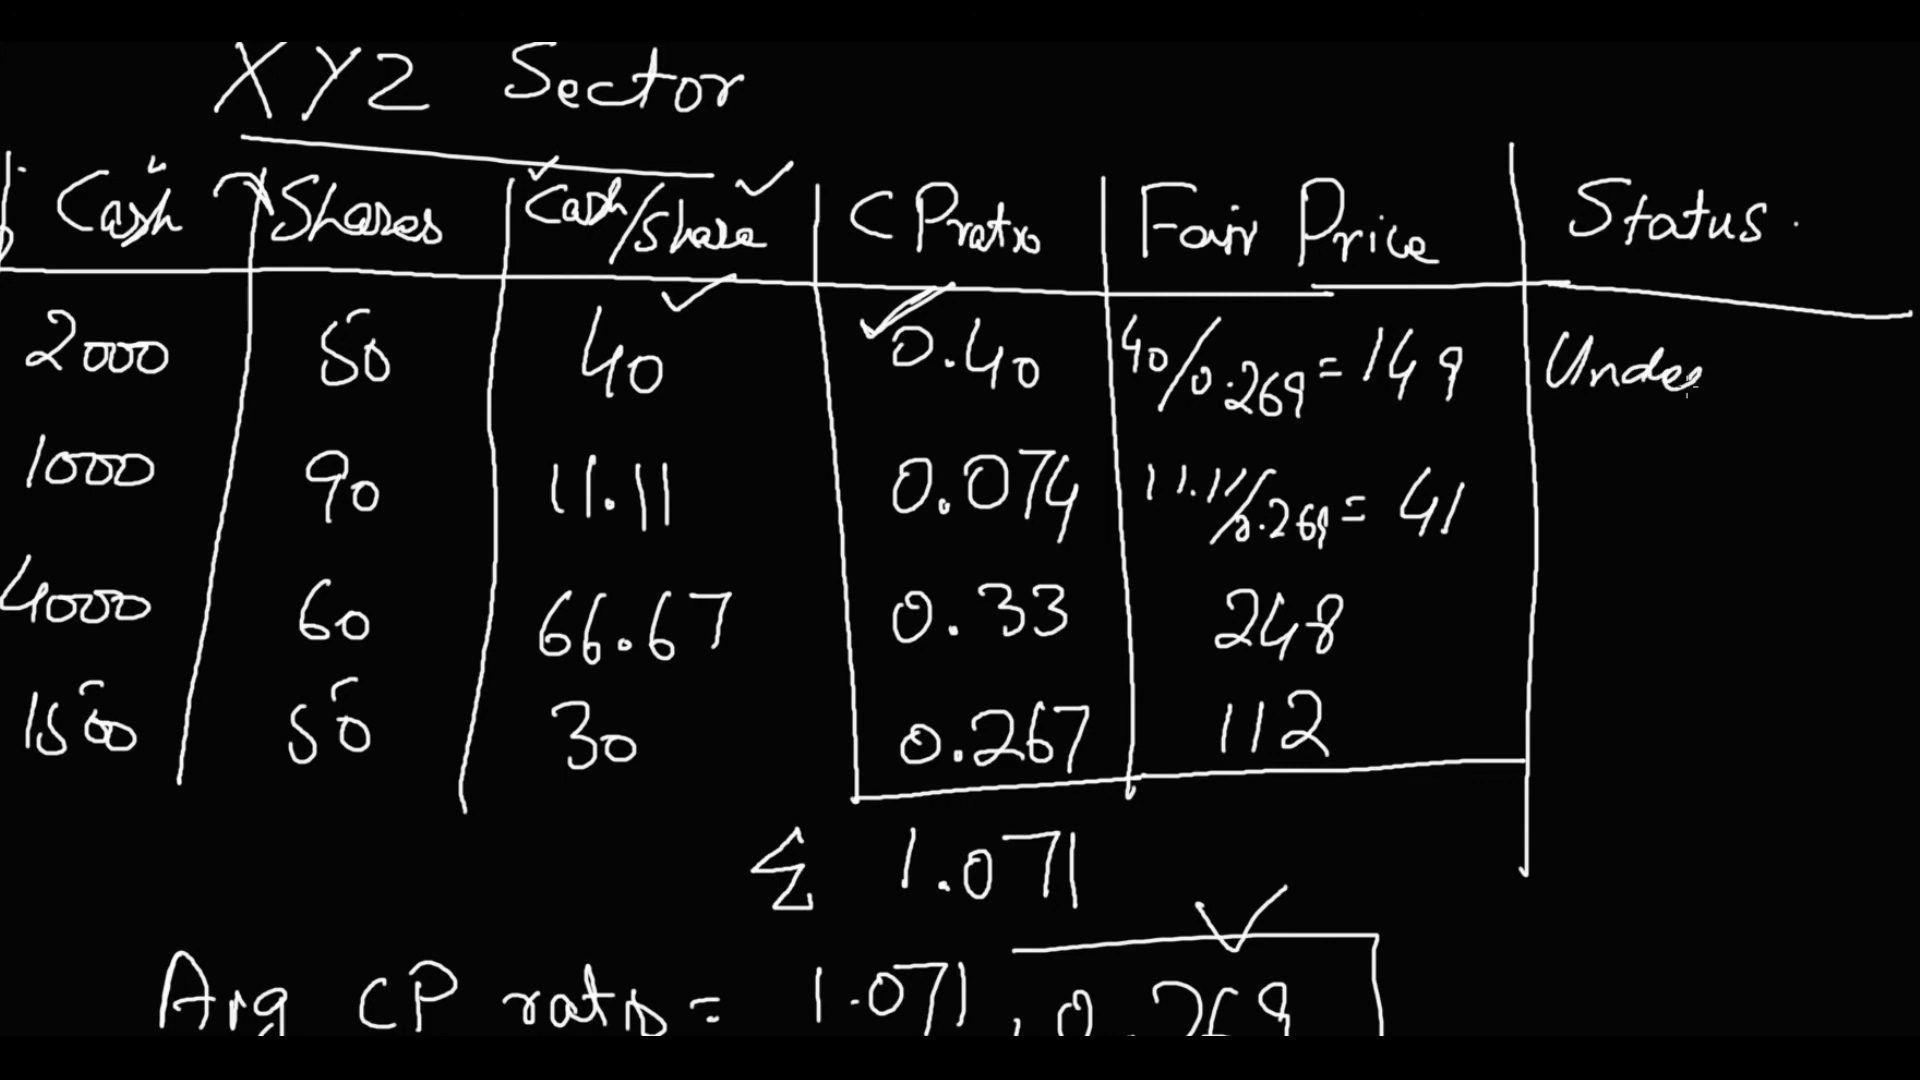 XYZ Sector
Cash Shares Cash/Share CP ratio Fair Price Status.
2000 50 40 0.40 40/0.269 = 149 Under
1000 90 11.11 0.074 11.11/0.269 = 41
4000 60 66.67 0.33 248
1500 50 30 0.267 112
Σ 1.071
Avg CP ratio = 1.071 0.269